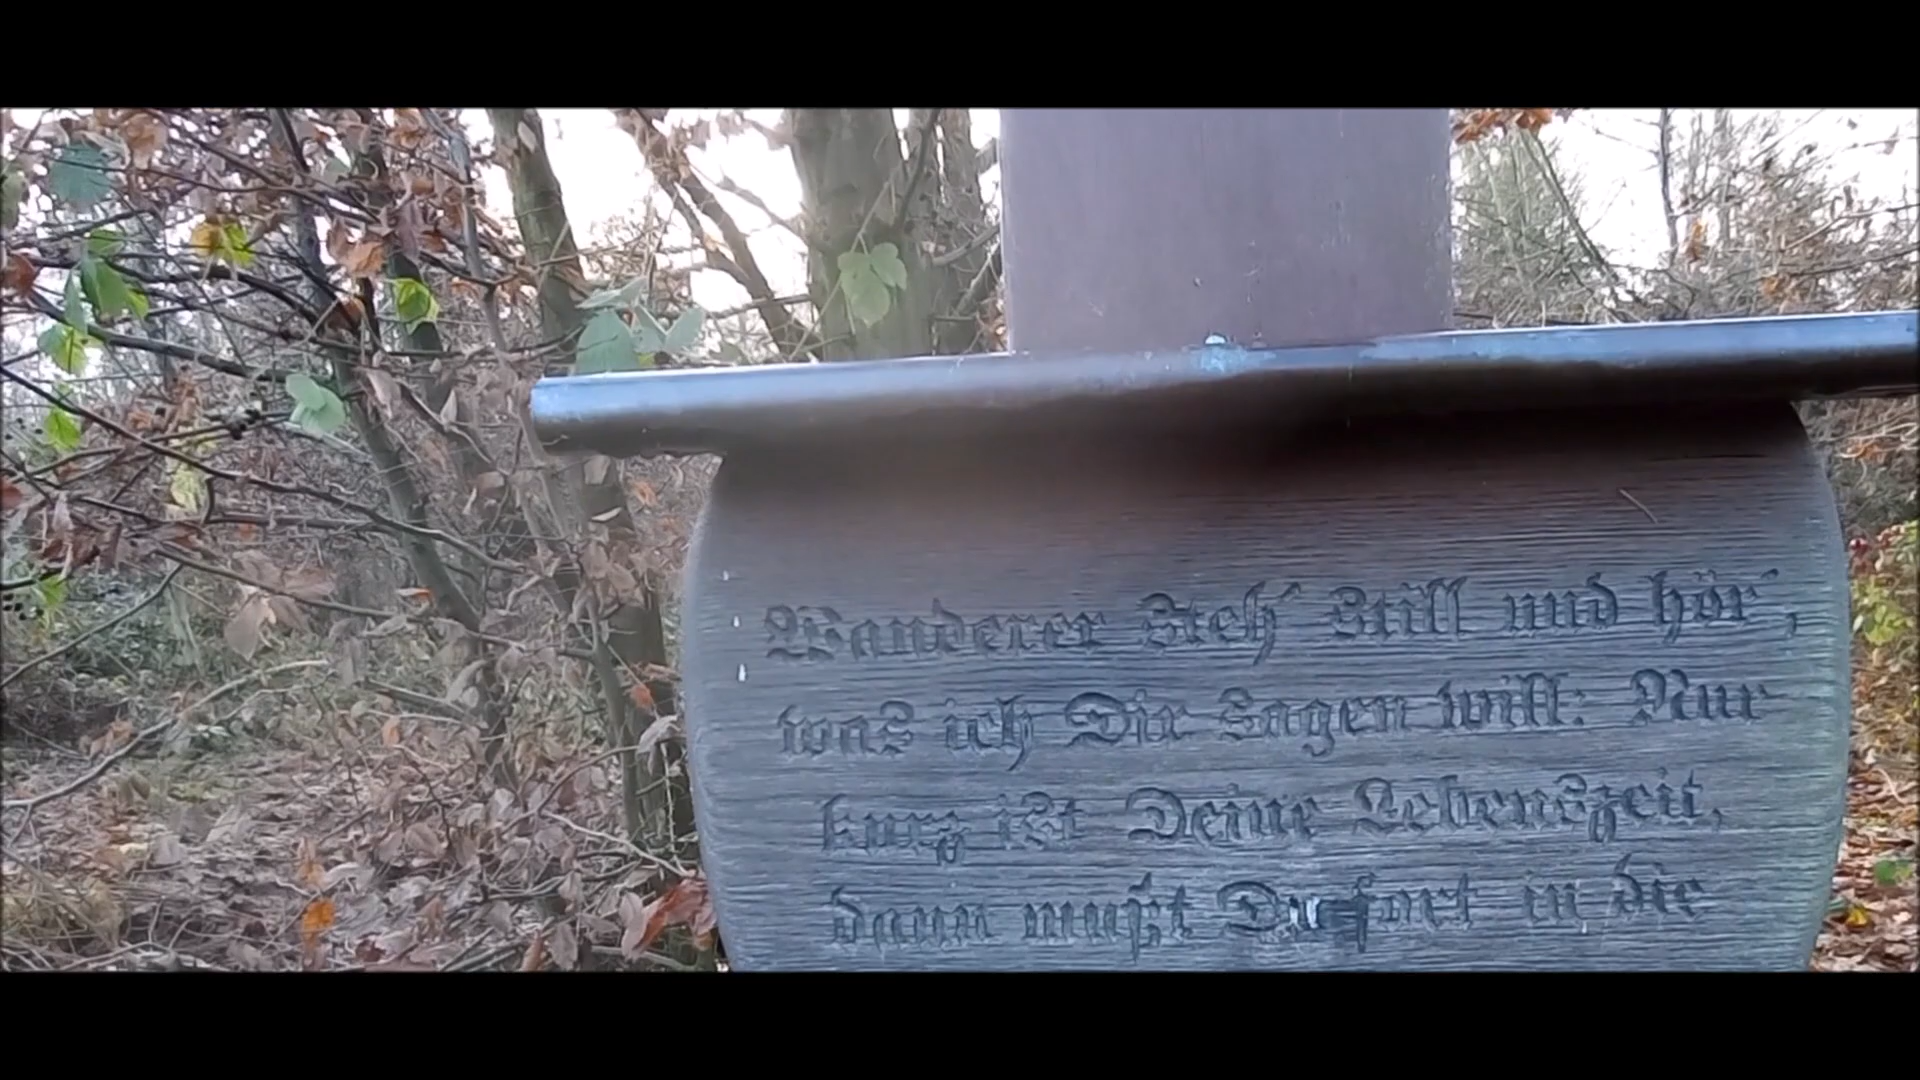 Wanderer Steh´ Still und hör´,
was ich Dir Sagen will: Nur
kurz ist Deine Lebenszeit,
dann mußt Du fort in die